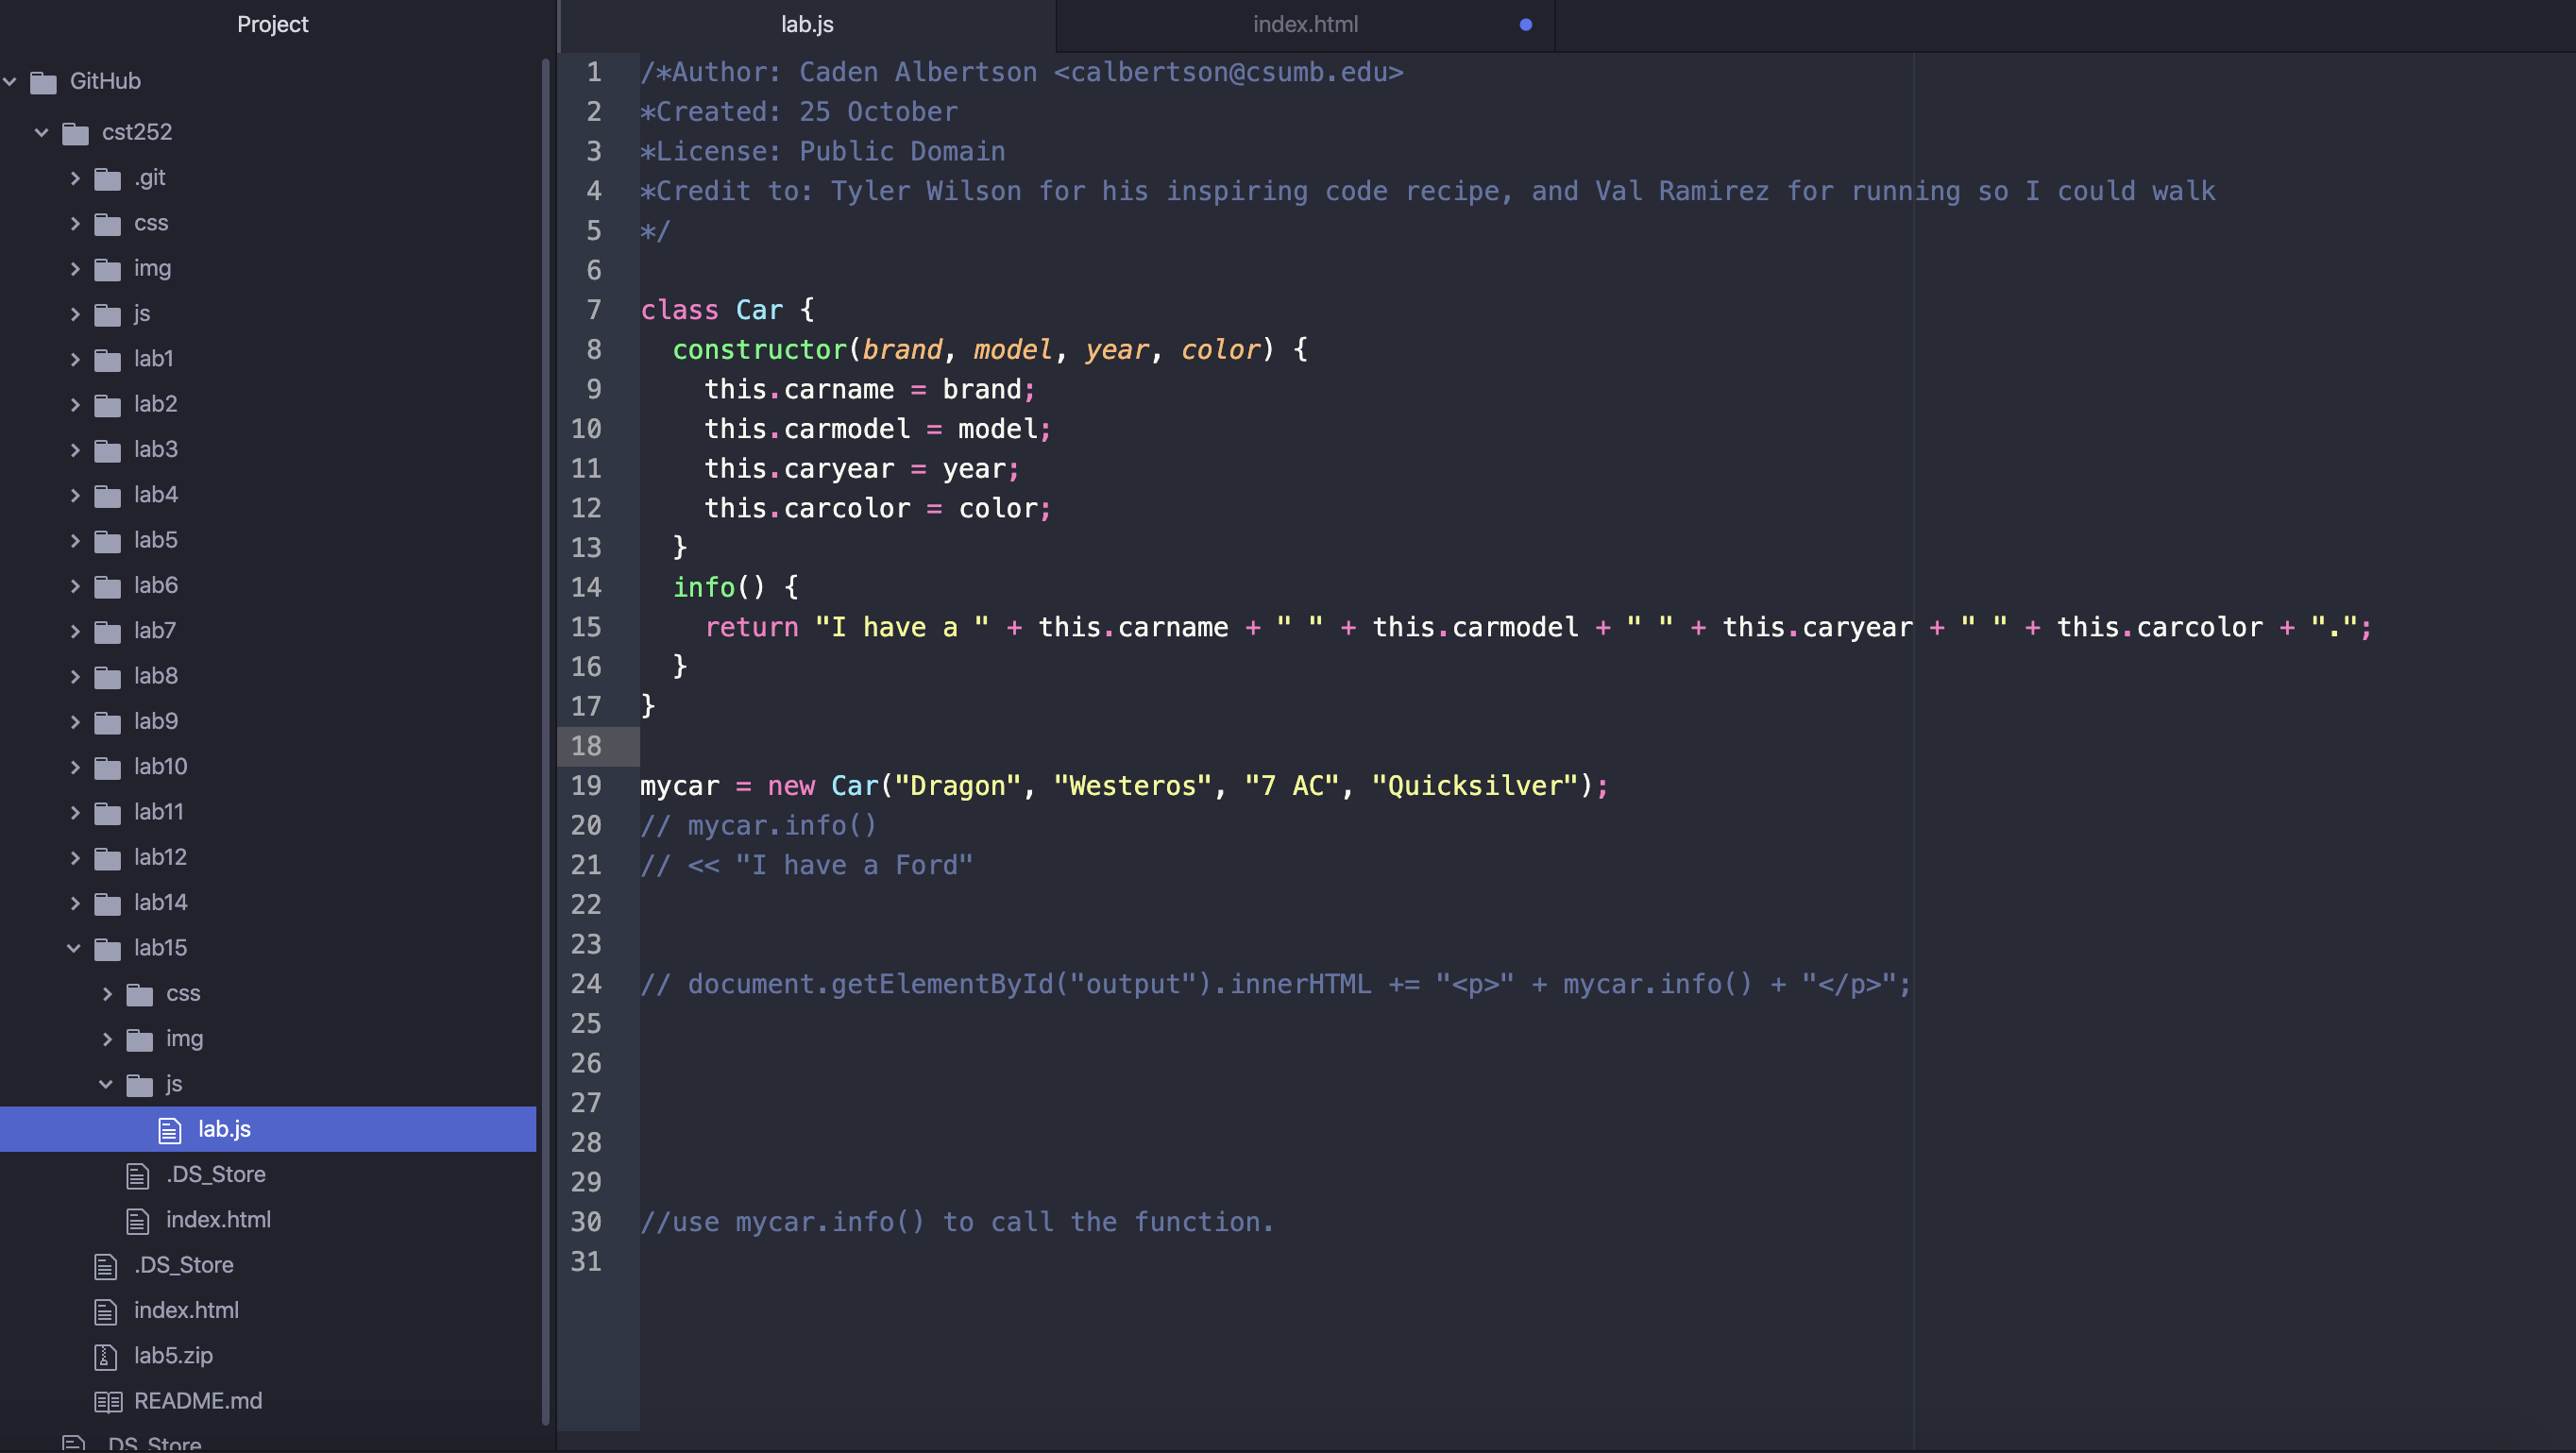 Project
GitHub
cst252
.git
css
img
js
lab1
lab2
lab3
lab4
lab5
lab6
lab7
lab8
lab9
lab10
lab11
lab12
lab14
lab15
css
img
js
lab.js
.DS_Store
index.html
.DS_Store
index.html
lab5.zip
README.md
.DS_Store
lab.js
index.html
1 /*Author: Caden Albertson <calbertson@csumb.edu>
2 *Created: 25 October
3 *License: Public Domain
4 *Credit to: Tyler Wilson for his inspiring code recipe, and Val Ramirez for running so I could walk
5 */
6
7 class Car {
8   constructor(brand, model, year, color) {
9     this.carname = brand;
10     this.carmodel = model;
11     this.caryear = year;
12     this.carcolor = color;
13   }
14   info() {
15     return "I have a " + this.carname + " " + this.carmodel + " " + this.caryear + " " + this.carcolor + ".";
16   }
17 }
18
19 mycar = new Car("Dragon", "Westeros", "7 AC", "Quicksilver");
20 // mycar.info()
21 // << "I have a Ford"
22
23
24 // document.getElementById("output").innerHTML += "<p>" + mycar.info() + "</p>";
25
26
27
28
29
30 //use mycar.info() to call the function.
31